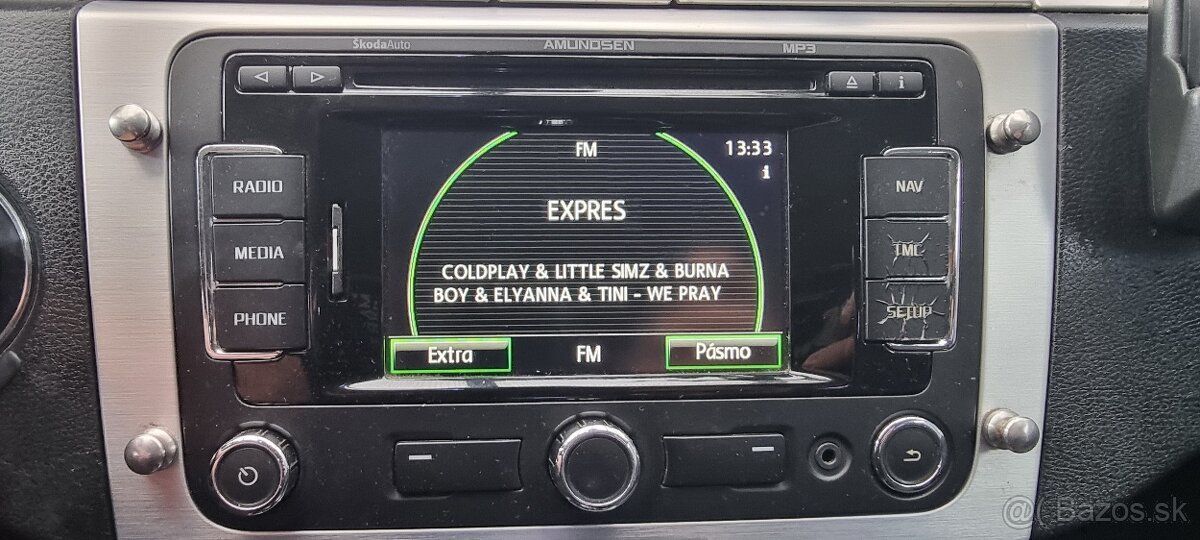 ŠkodaAuto AMUNDSEN MP3
i
FM 13:33
i
RADIO
NAV
EXPRES
MEDIA
TMC
COLDPLAY & LITTLE SIMZ & BURNA
BOY & ELYANNA & TINI - WE PRAY
PHONE
SETUP
Extra FM Pásmo
@ Bazos.sk